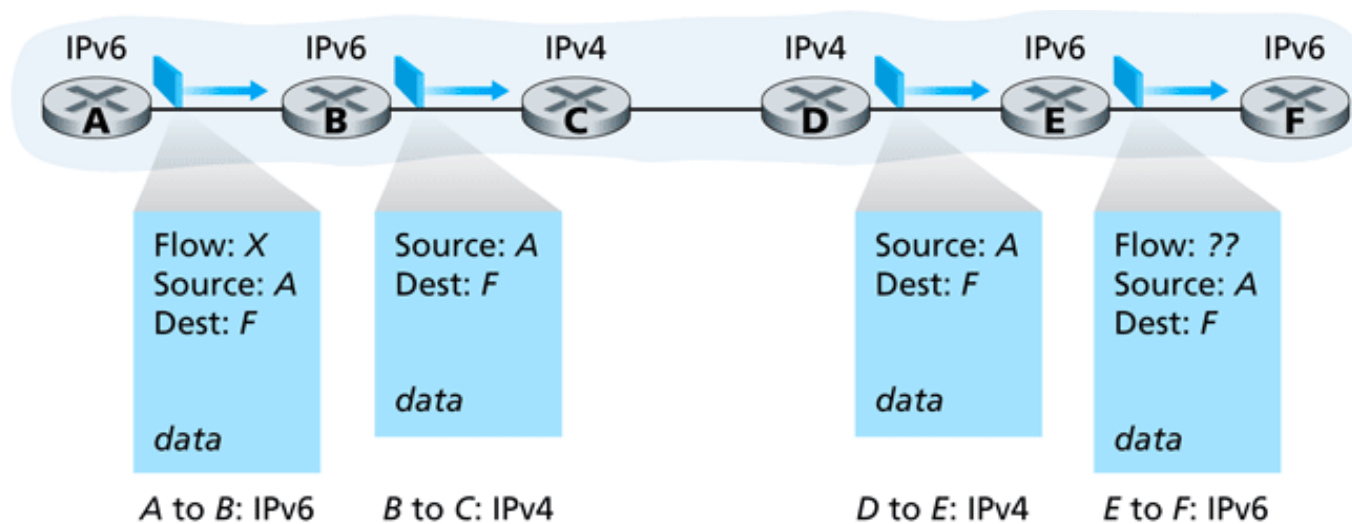 IPv6
IPv6
IPv4
IPv4
IPv6
IPv6
A
B
C
D
E
F
Flow: X
Source: A
Dest: F
data
Source: A
Dest: F
data
Source: A
Dest: F
data
Flow: ??
Source: A
Dest: F
data
A to B: IPv6
B to C: IPv4
D to E: IPv4
E to F: IPv6